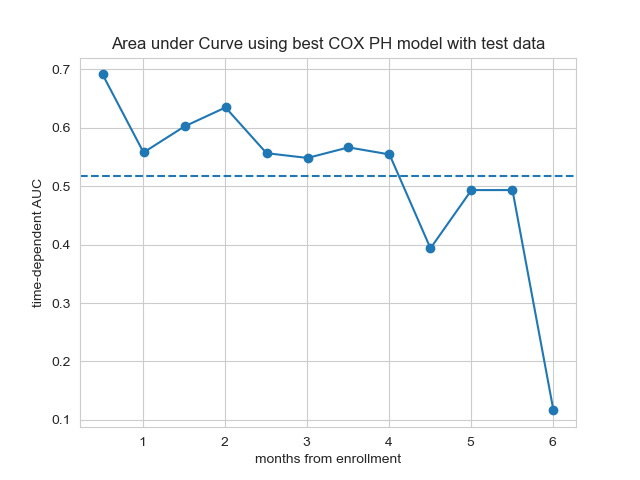 Area under Curve using best COX PH model with test data
time-dependent AUC
0.7
0.6
0.5
0.4
0.3
0.2
0.1
1 2 3 4 5 6
months from enrollment